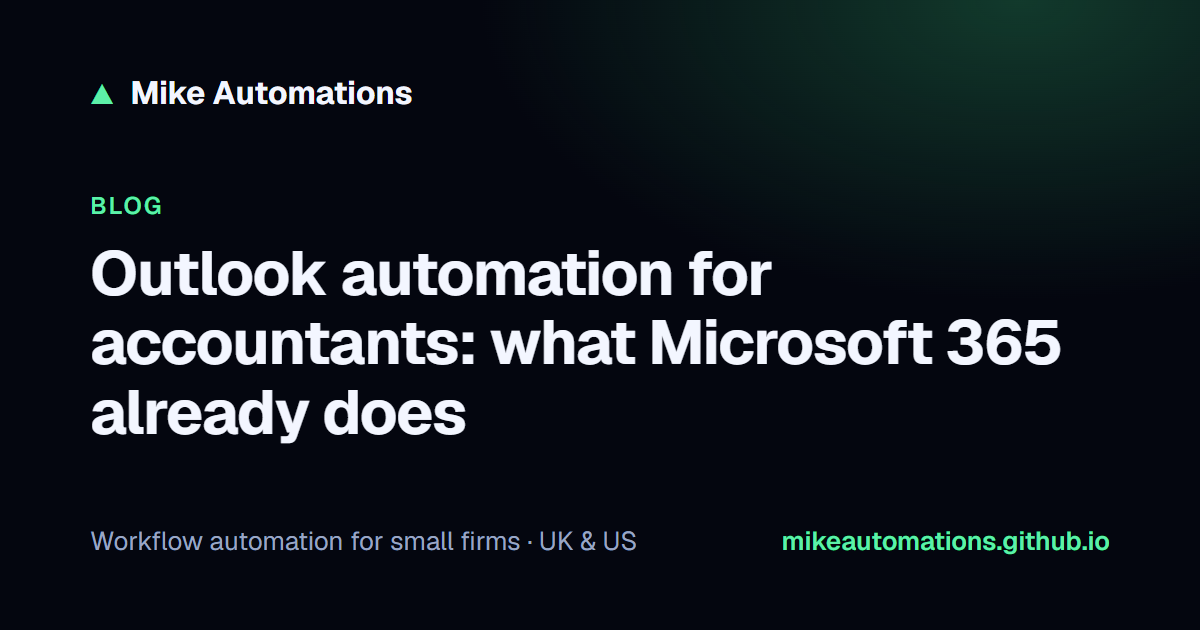 Mike Automations
BLOG
Outlook automation for
accountants: what Microsoft 365
already does
Workflow automation for small firms · UK & US
mikeautomations.github.io